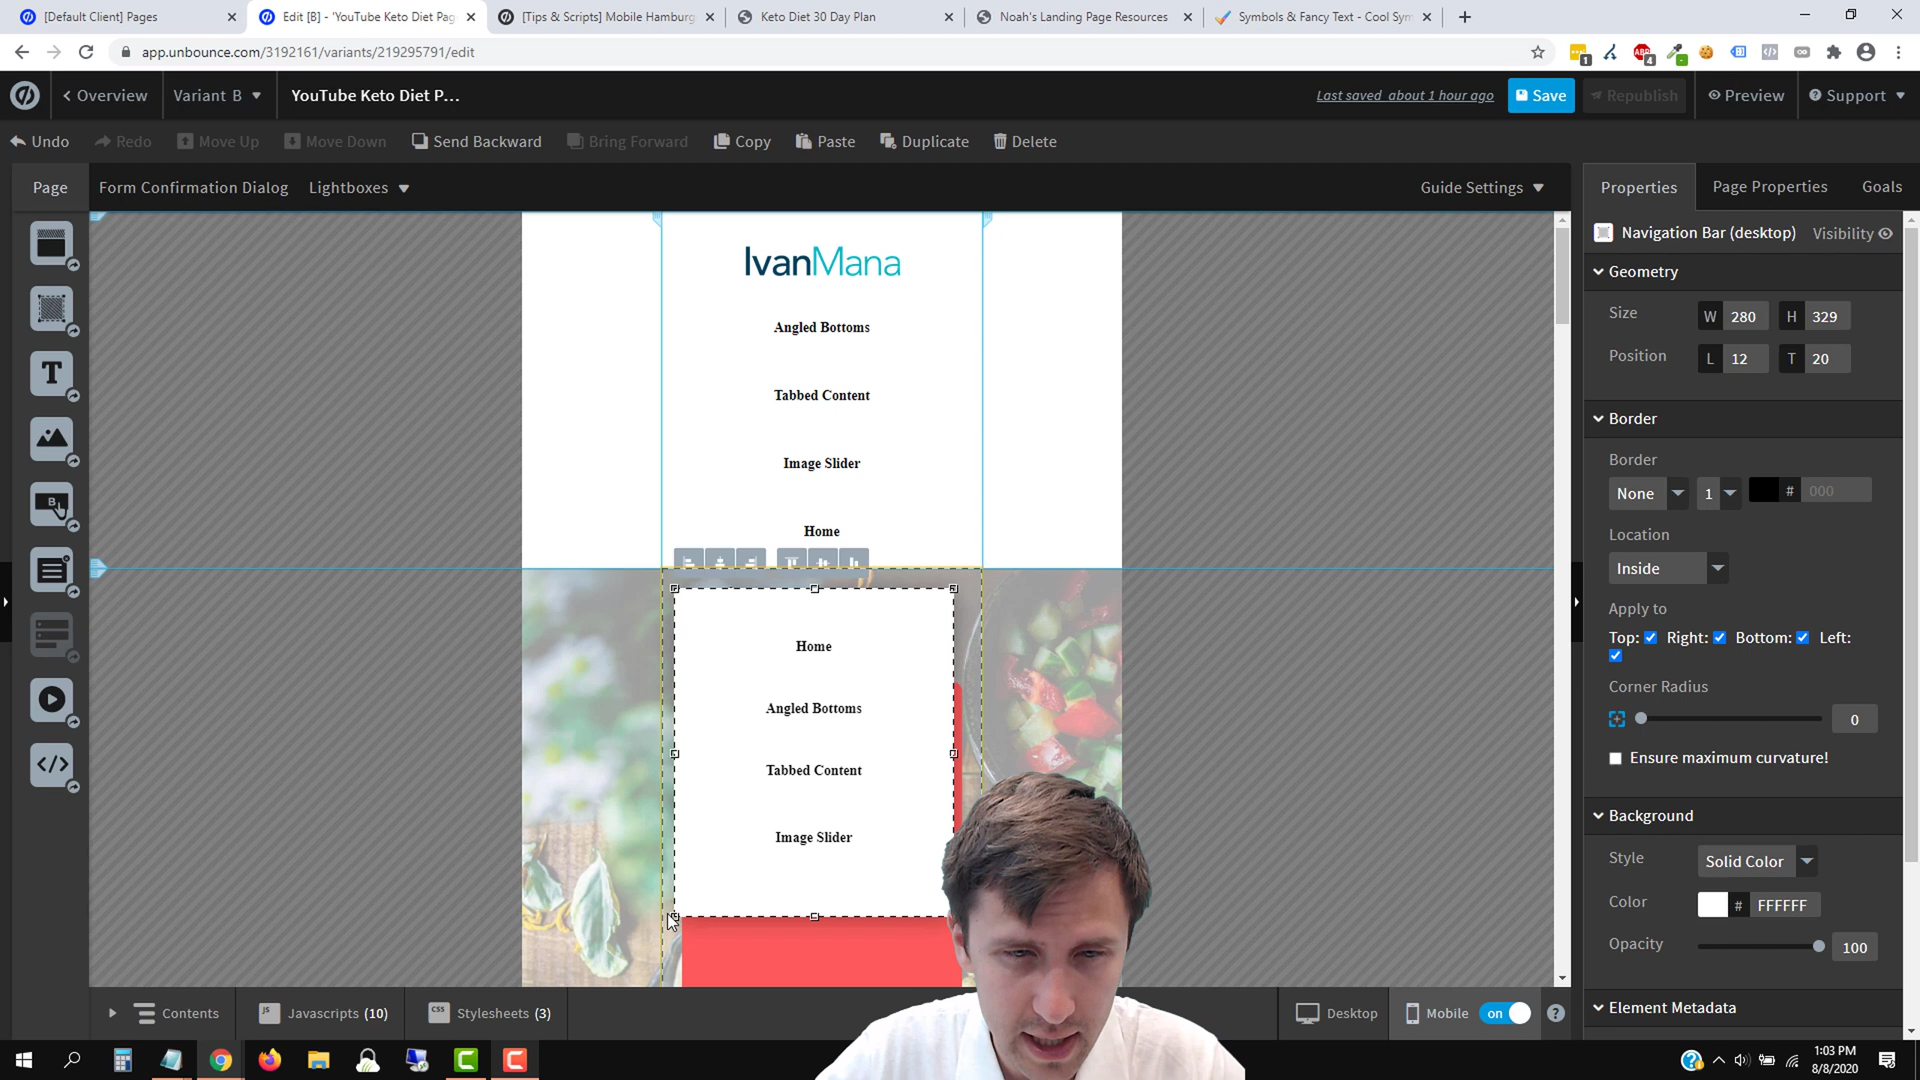 [Default Client] Pages
Edit [B] - 'YouTube Keto Diet Pag
[Tips & Scripts] Mobile Hamburg
Keto Diet 30 Day Plan
Noah's Landing Page Resources
Symbols & Fancy Text - Cool Sym
app.unbounce.com/3192161/variants/219295791/edit
Overview
Variant B
YouTube Keto Diet P...
Last saved about 1 hour ago
Save
Republish
Preview
Support
Undo
Redo
Move Up
Move Down
Send Backward
Bring Forward
Copy
Paste
Duplicate
Delete
Page
Form Confirmation Dialog
Lightboxes
Guide Settings
Properties
Page Properties
Goals
IvanMana
Angled Bottoms
Tabbed Content
Image Slider
Home
Home
Angled Bottoms
Tabbed Content
Image Slider
Navigation Bar (desktop)
Visibility
Geometry
Size W 280 H 329
Position L 12 T 20
Border
Border
None 1 # 000
Location
Inside
Apply to
Top: Right: Bottom: Left:
Corner Radius
0
Ensure maximum curvature!
Background
Style Solid Color
Color # FFFFFF
Opacity 100
Element Metadata
Contents
Javascripts (10)
Stylesheets (3)
Desktop
Mobile on
1:03 PM
8/8/2020